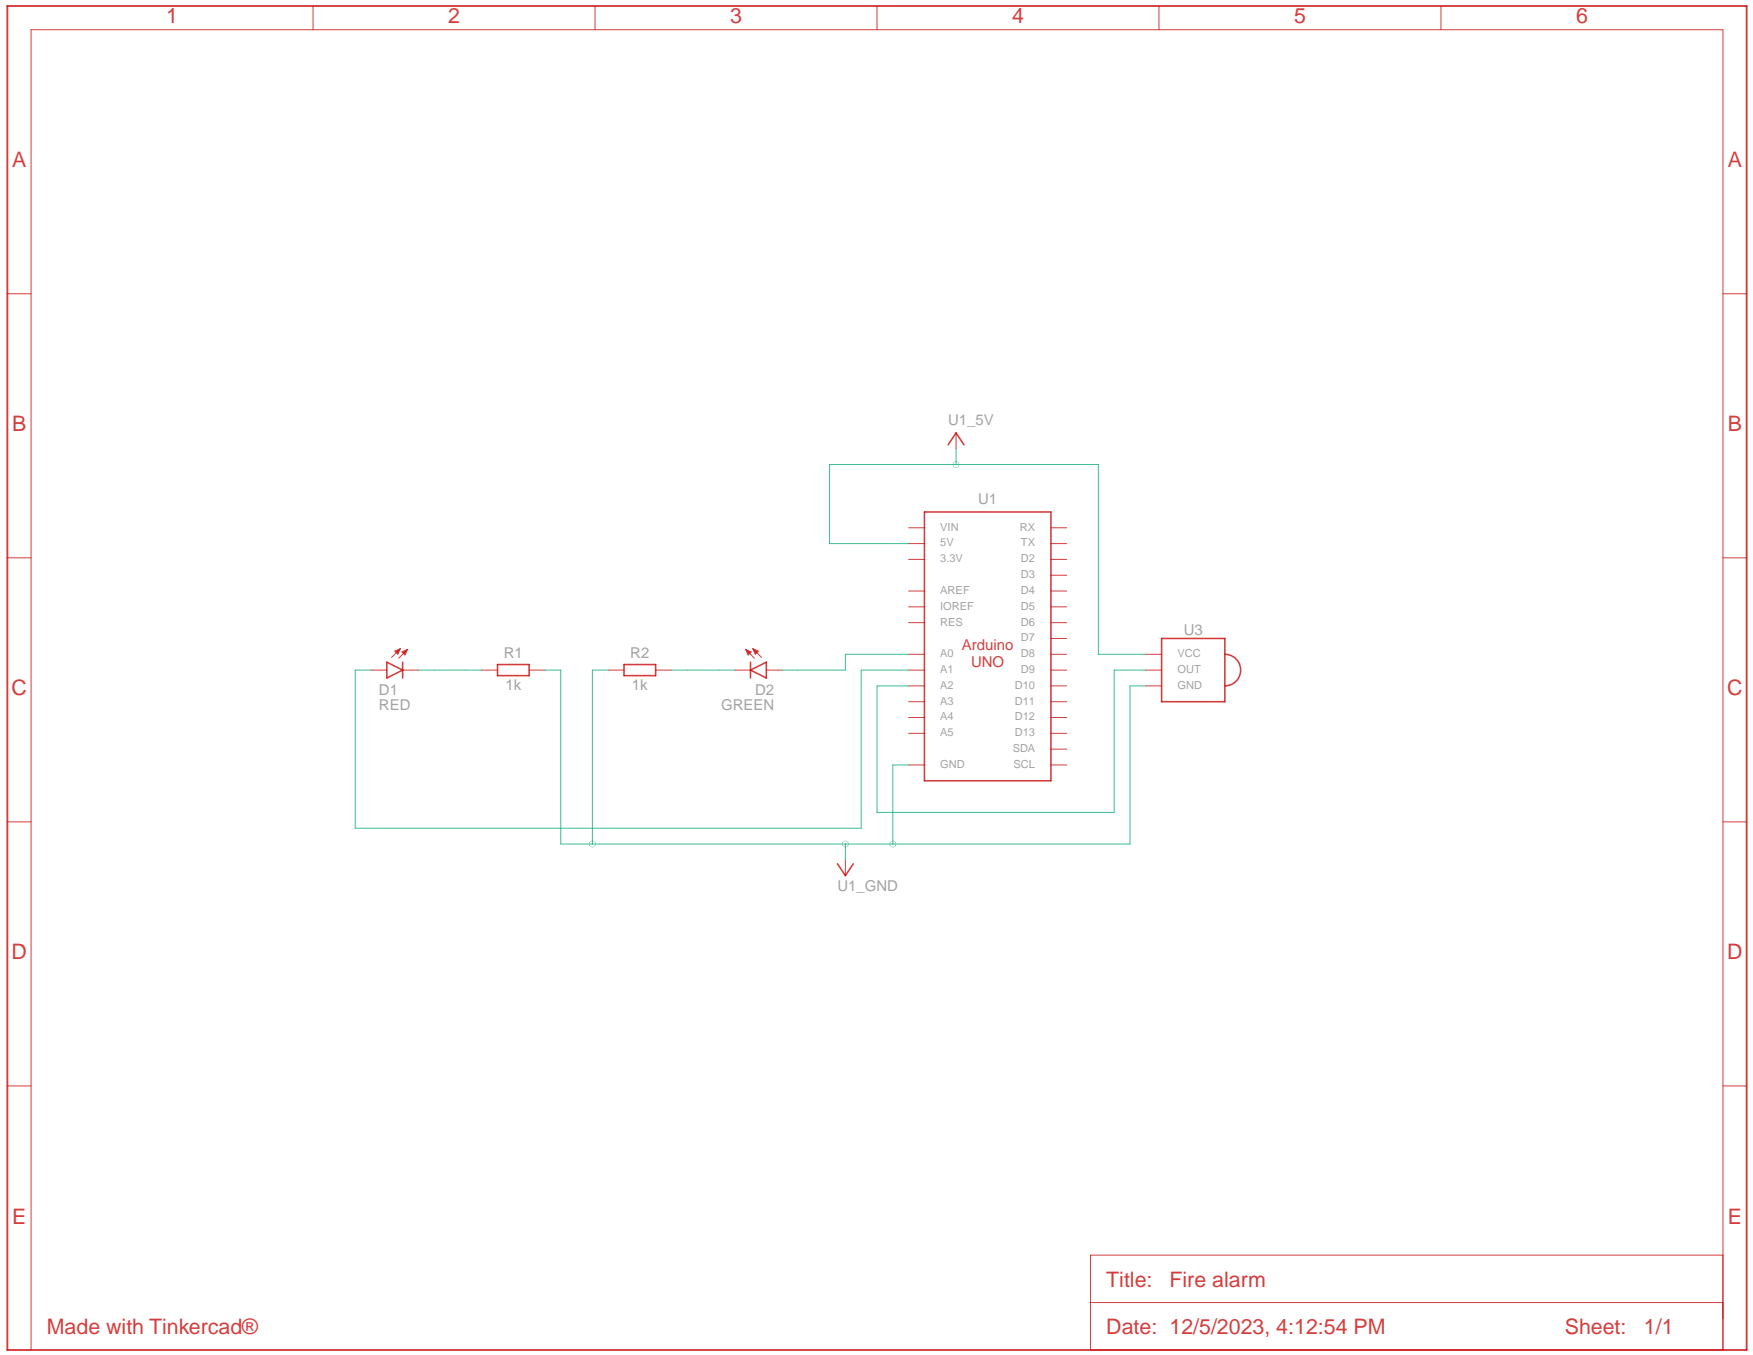 1 2 3 4 5 6
A A
B B
U1_5V
U1
VIN RX
5V TX
3.3V D2
D3
AREF D4
IOREF D5
RES D6
D7
Arduino
UNO
A0 D8
A1 D9
A2 D10
A3 D11
A4 D12
A5 D13
SDA
GND SCL
U3
VCC
OUT
GND
R1
1k
R2
1k
D1
RED
D2
GREEN
C C
U1_GND
D D
E E
Title: Fire alarm
Made with Tinkercad®
Date: 12/5/2023, 4:12:54 PM Sheet: 1/1